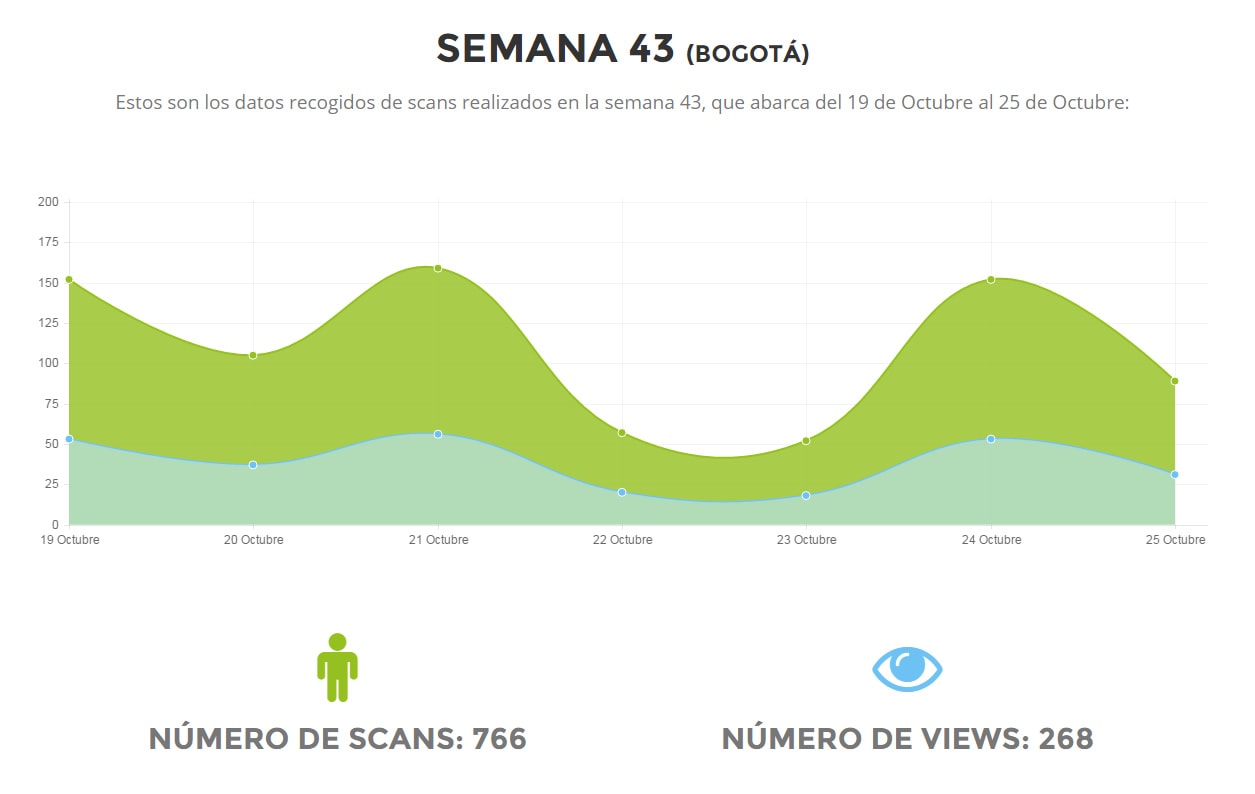 SEMANA 43 (BOGOTÁ)
Estos son los datos recogidos de scans realizados en la semana 43, que abarca del 19 de Octubre al 25 de Octubre:
200
175
150
125
100
75
50
25
0
19 Octubre 20 Octubre 21 Octubre 22 Octubre 23 Octubre 24 Octubre 25 Octubre
NÚMERO DE SCANS: 766 NÚMERO DE VIEWS: 268